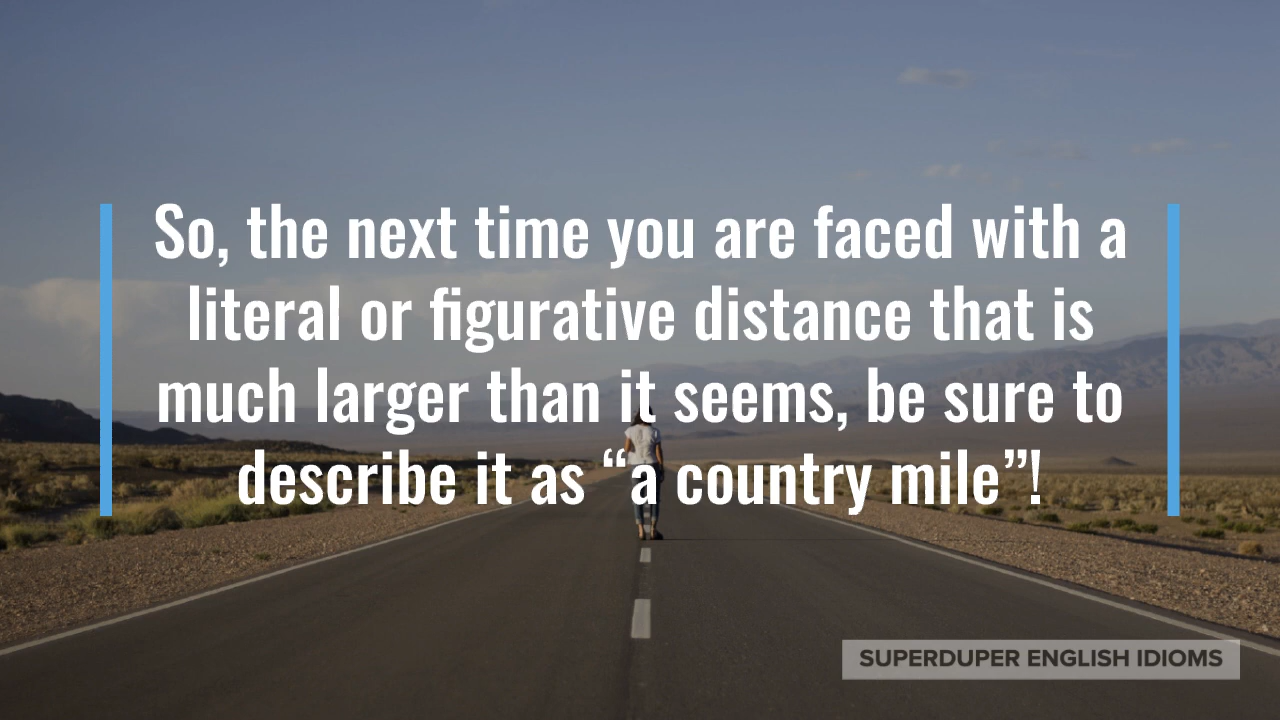 So, the next time you are faced with a
literal or figurative distance that is
much larger than it seems, be sure to
describe it as “a country mile”!
SUPERDUPER ENGLISH IDIOMS